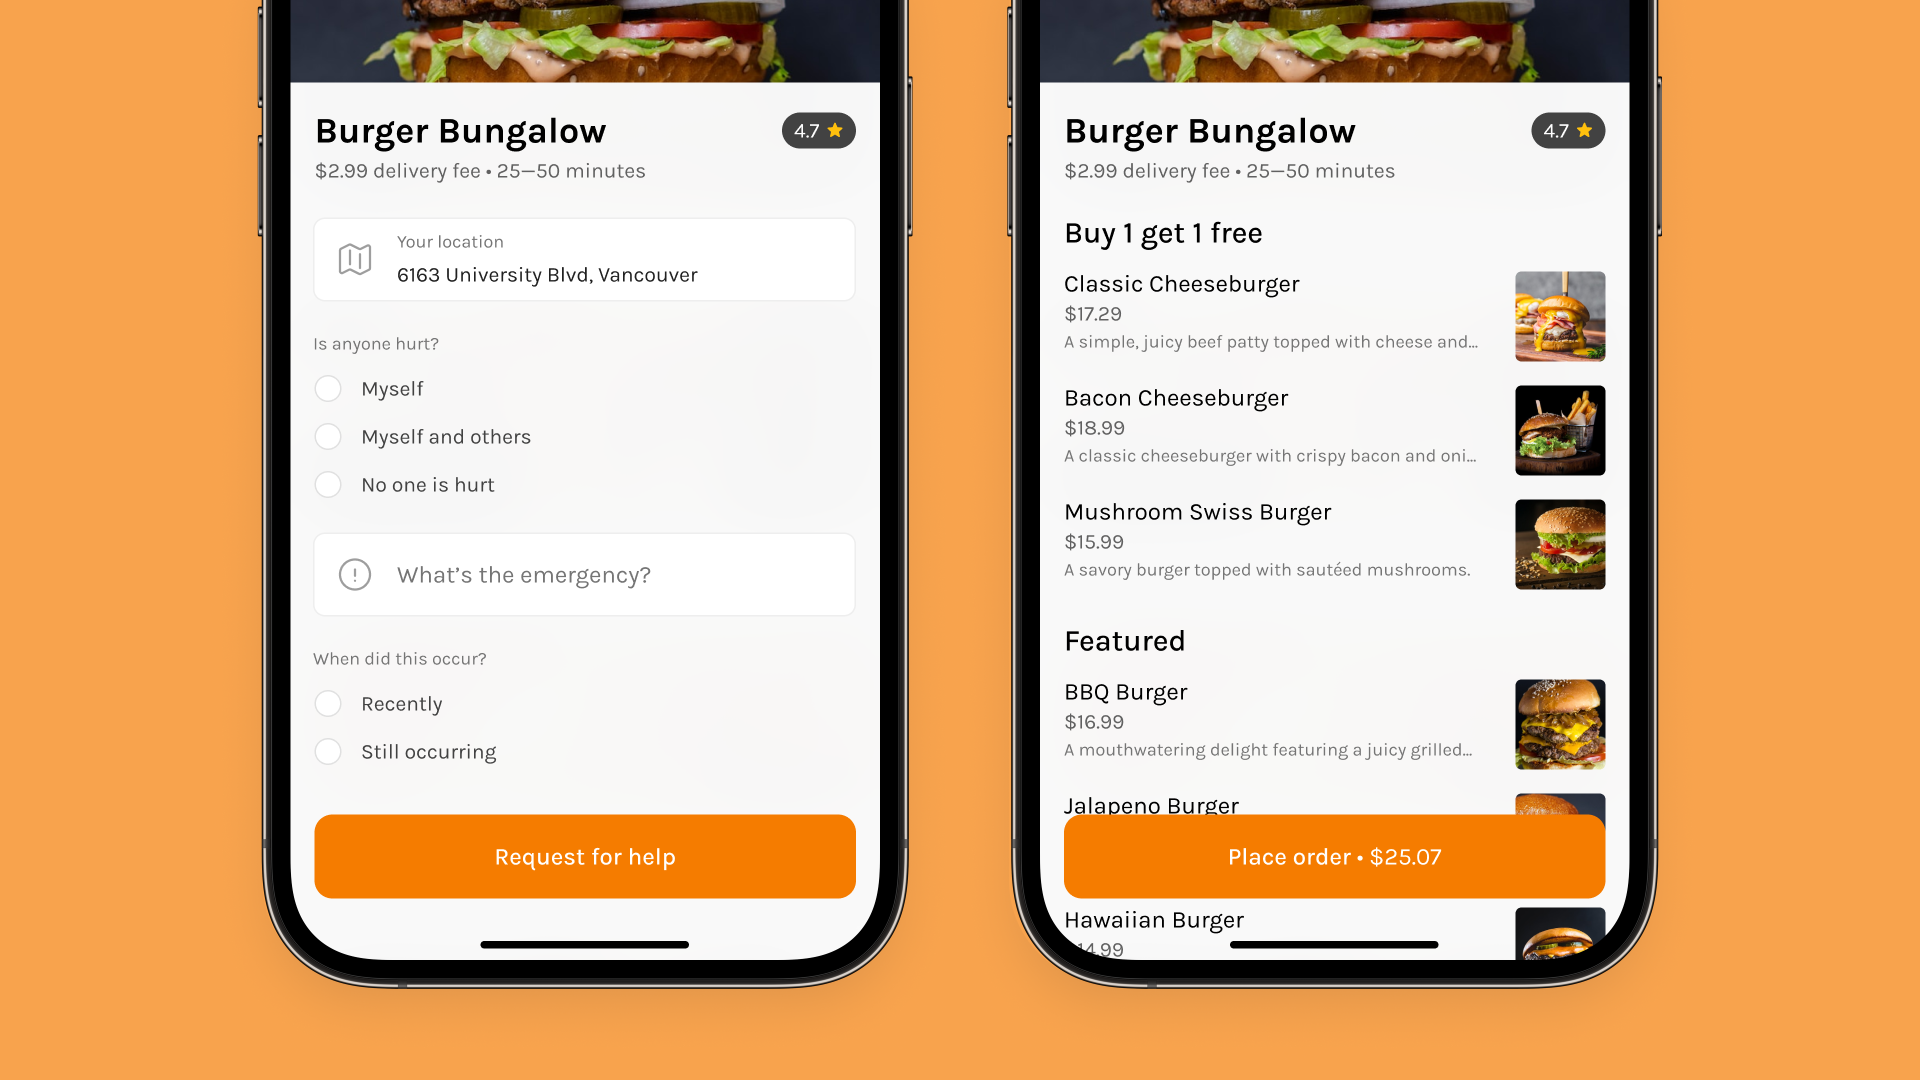 Burger Bungalow
4.7
$2.99 delivery fee • 25—50 minutes
Your location
6163 University Blvd, Vancouver
Is anyone hurt?
Myself
Myself and others
No one is hurt
What's the emergency?
When did this occur?
Recently
Still occurring
Request for help
Burger Bungalow
4.7
$2.99 delivery fee • 25—50 minutes
Buy 1 get 1 free
Classic Cheeseburger
$17.29
A simple, juicy beef patty topped with cheese and...
Bacon Cheeseburger
$18.99
A classic cheeseburger with crispy bacon and oni...
Mushroom Swiss Burger
$15.99
A savory burger topped with sautéed mushrooms.
Featured
BBQ Burger
$16.99
A mouthwatering delight featuring a juicy grilled...
Jalapeno Burger
Place order • $25.07
Hawaiian Burger
14.99